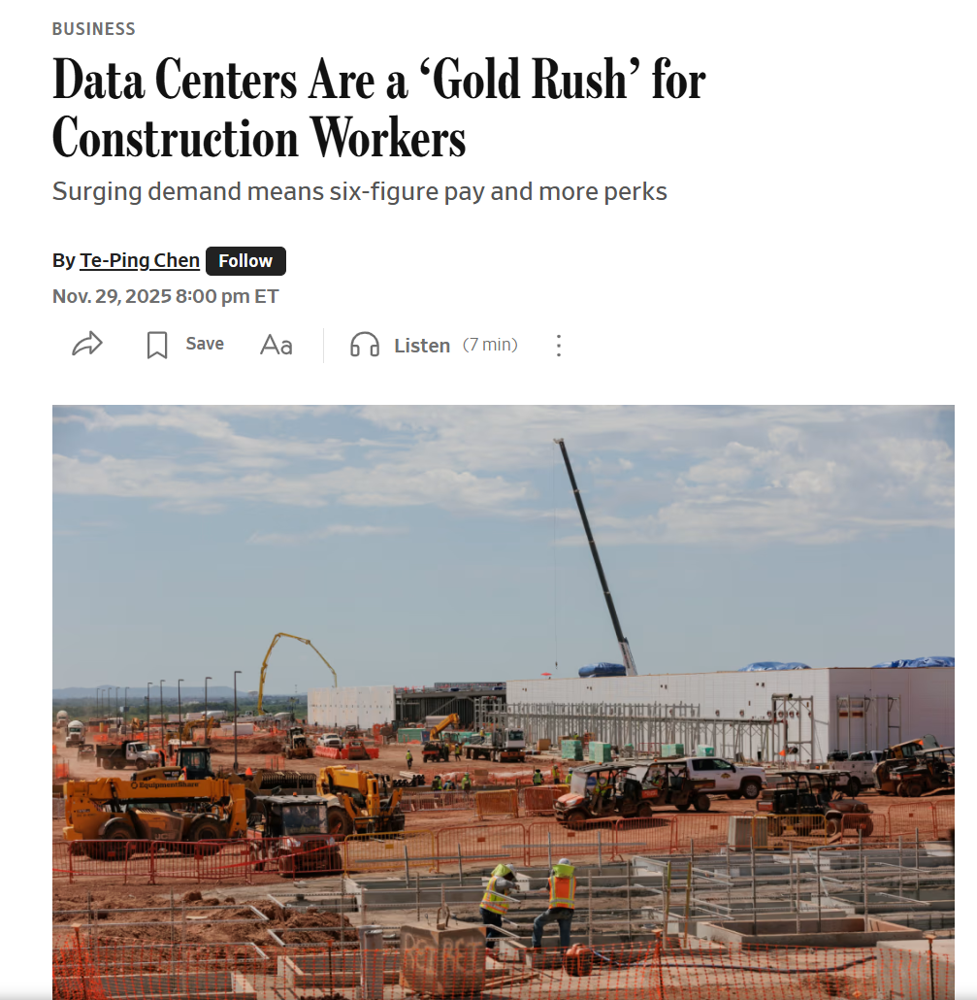 BUSINESS
Data Centers Are a ‘Gold Rush’ for
Construction Workers
Surging demand means six-figure pay and more perks
By Te-Ping Chen Follow
Nov. 29, 2025 8:00 pm ET
Save Aa Listen (7 min)
EquipmentShare